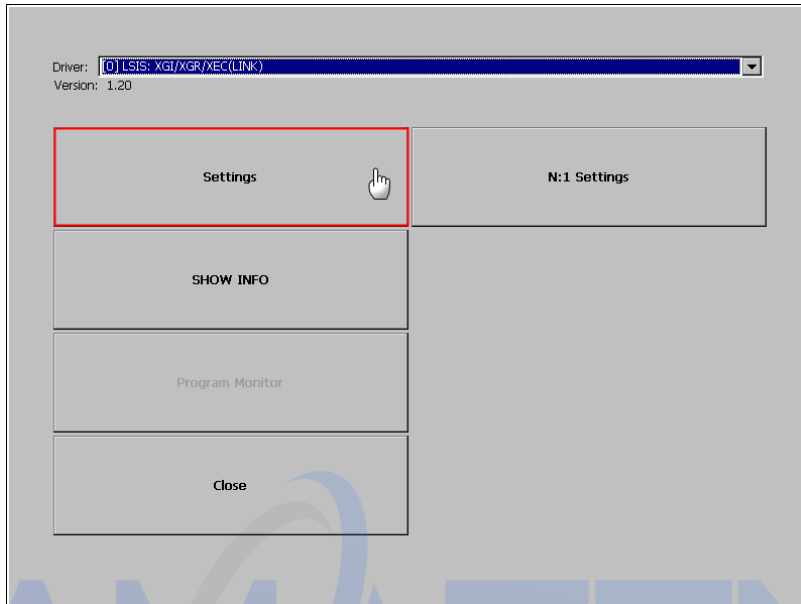 Driver: [0] LSIS: XGI/XGR/XEC(LINK)
Version: 1.20
Settings
N:1 Settings
SHOW INFO
Program Monitor
Close